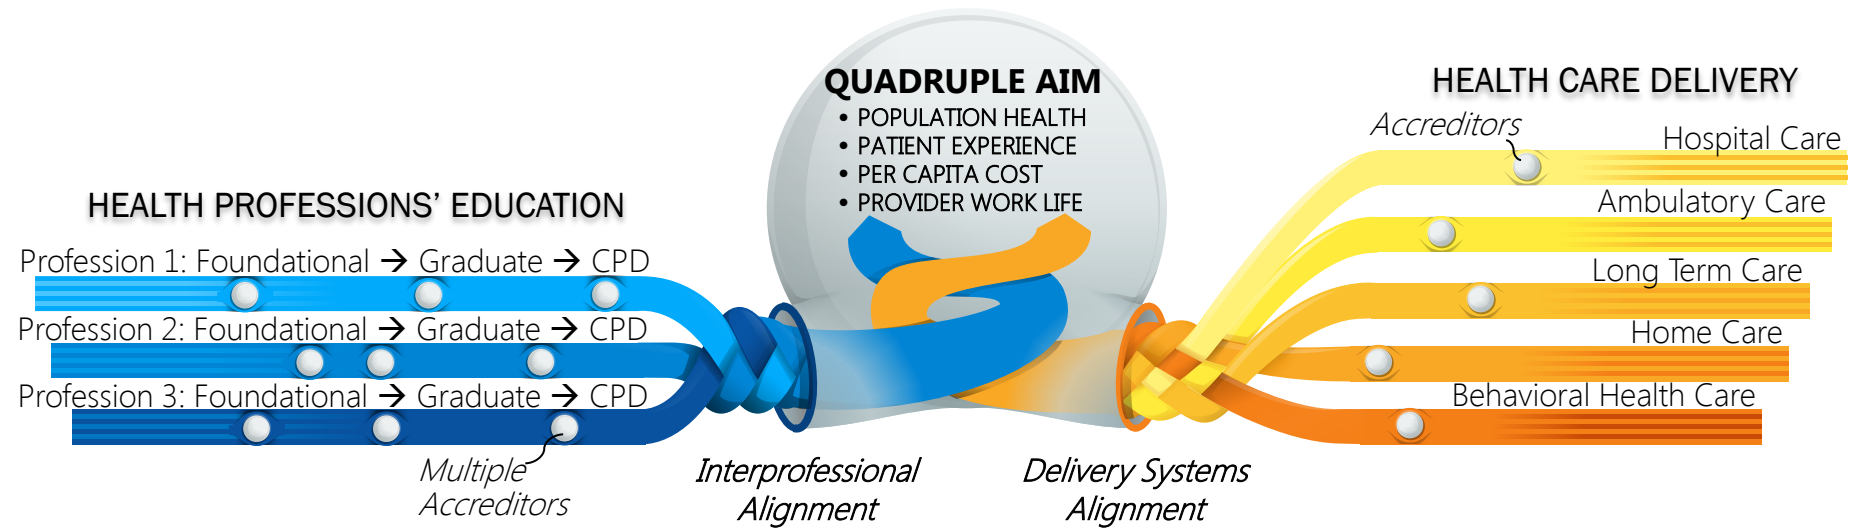 HEALTH PROFESSIONS’ EDUCATION
Profession 1: Foundational → Graduate → CPD
Profession 2: Foundational → Graduate → CPD
Profession 3: Foundational → Graduate → CPD
Multiple
Accreditors
Interprofessional
Alignment
QUADRUPLE AIM
• POPULATION HEALTH
• PATIENT EXPERIENCE
• PER CAPITA COST
• PROVIDER WORK LIFE
Delivery Systems
Alignment
HEALTH CARE DELIVERY
Accreditors
Hospital Care
Ambulatory Care
Long Term Care
Home Care
Behavioral Health Care